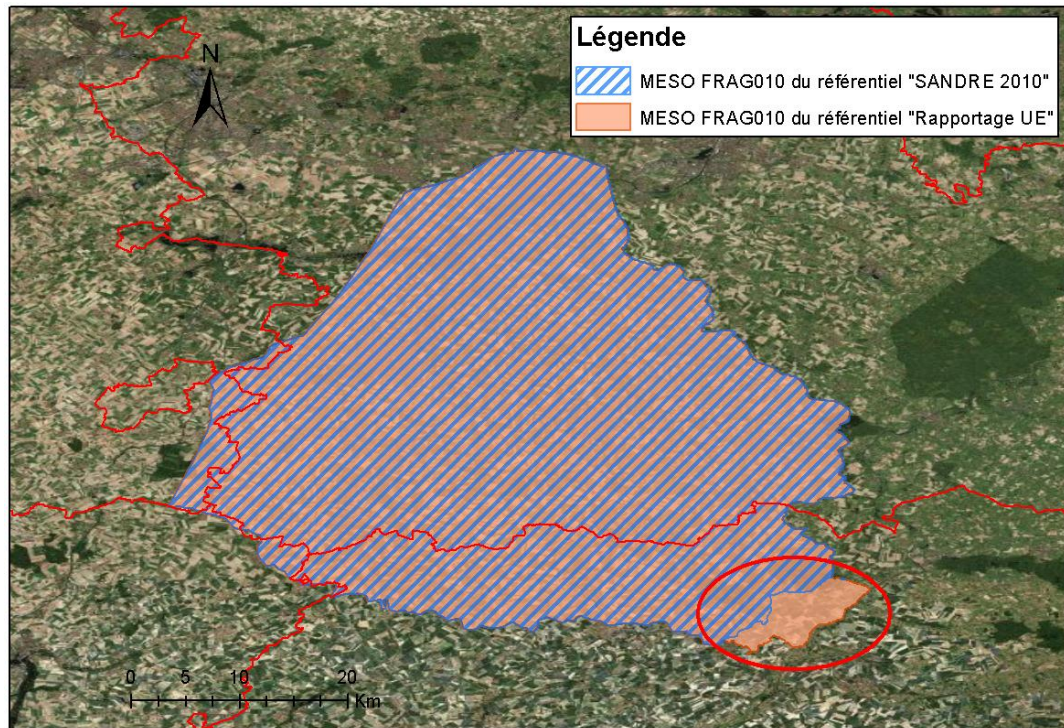 Légende
MESO FRAG010 du référentiel "SANDRE 2010"
MESO FRAG010 du référentiel "Rapportage UE"
N
0 5 10 20
Km